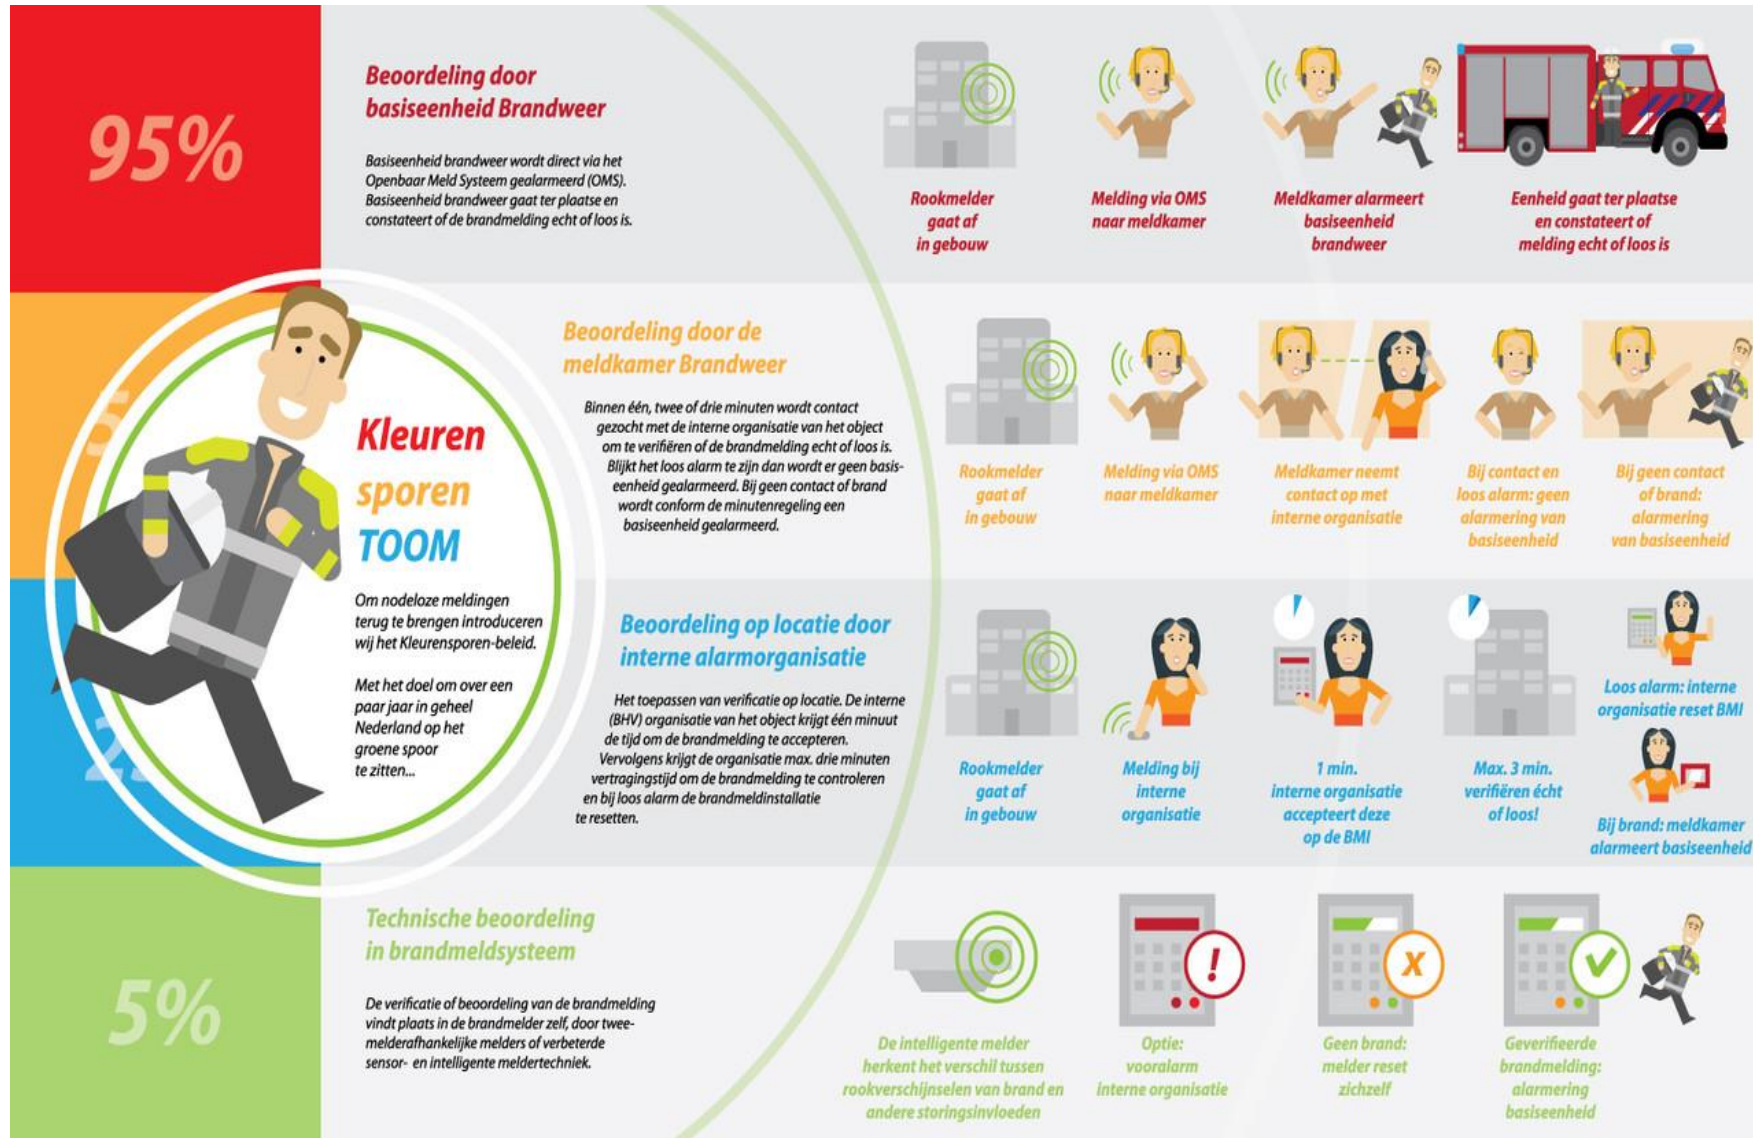 95%
Beoordeling door
basiseenheid Brandweer
Basiseenheid brandweer wordt direct via het
Openbaar Meld Systeem gealarmeerd (OMS).
Basiseenheid brandweer gaat ter plaatse en
constateert of de brandmelding echt of loos is.
Rookmelder
gaat af
in gebouw
Melding via OMS
naar meldkamer
Meldkamer alarmeert
basiseenheid
brandweer
Eenheid gaat ter plaatse
en constateert of
melding echt of loos is
Kleuren
sporen
TOOM
Om nodeloze meldingen
terug te brengen introduceren
wij het Kleurensporen-beleid.
Met het doel om over een
paar jaar in geheel
Nederland op het
groene spoor
te zitten...
Beoordeling door de
meldkamer Brandweer
Binnen één, twee of drie minuten wordt contact
gezocht met de interne organisatie van het object
om te verifiëren of de brandmelding echt of loos is.
Blijkt het loos alarm te zijn dan wordt er geen basis-
eenheid gealarmeerd. Bij geen contact of brand
wordt conform de minutenregeling een
basiseenheid gealarmeerd.
Rookmelder
gaat af
in gebouw
Melding via OMS
naar meldkamer
Meldkamer neemt
contact op met
interne organisatie
Bij contact en
loos alarm: geen
alarmering van
basiseenheid
Bij geen contact
of brand:
alarmering
van basiseenheid
Beoordeling op locatie door
interne alarmorganisatie
Het toepassen van verificatie op locatie. De interne
(BHV) organisatie van het object krijgt één minuut
de tijd om de brandmelding te accepteren.
Vervolgens krijgt de organisatie max. drie minuten
vertragingstijd om de brandmelding te controleren
en bij loos alarm de brandmeldinstallatie
te resetten.
Rookmelder
gaat af
in gebouw
Melding bij
interne
organisatie
1 min.
interne organisatie
accepteert deze
op de BMI
Max. 3 min.
verifiëren écht
of loos!
Loos alarm: interne
organisatie reset BMI
Bij brand: meldkamer
alarmeert basiseenheid
5%
Technische beoordeling
in brandmeldsysteem
De verificatie of beoordeling van de brandmelding
vindt plaats in de brandmelder zelf, door twee-
melderafhankelijke melders of verbeterde
sensor- en intelligente meldertechniek.
De intelligente melder
herkent het verschil tussen
rookverschijnselen van brand en
andere storingsinvloeden
!
Optie:
vooralarm
interne organisatie
X
Geen brand:
melder reset
zichzelf
Geverifieerde
brandmelding:
alarmering
basiseenheid